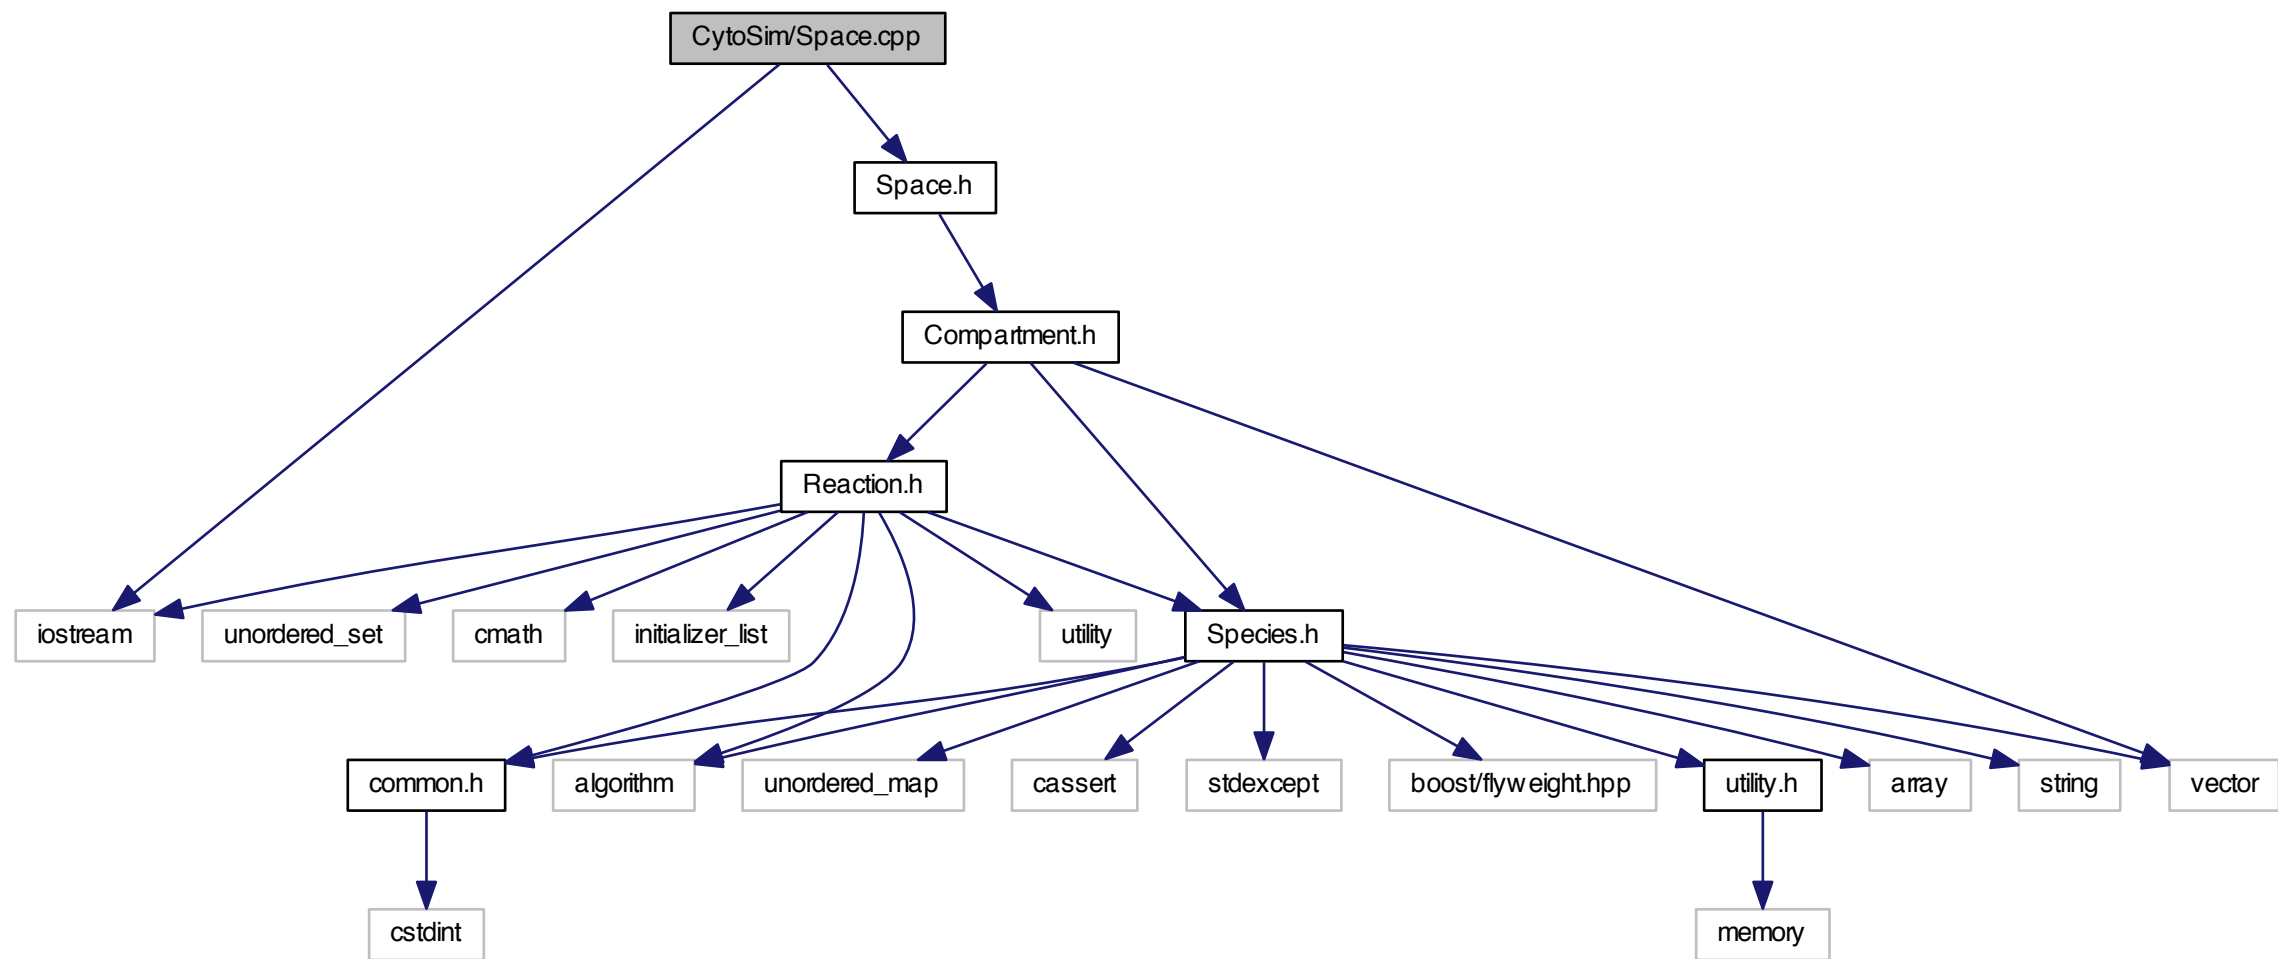 CytoSim/Space.cpp
Space.h
Compartment.h
Reaction.h
iostream
unordered_set
cmath
initializer_list
utility
Species.h
common.h
algorithm
unordered_map
cassert
stdexcept
boost/flyweight.hpp
utility.h
array
string
vector
cstdint
memory